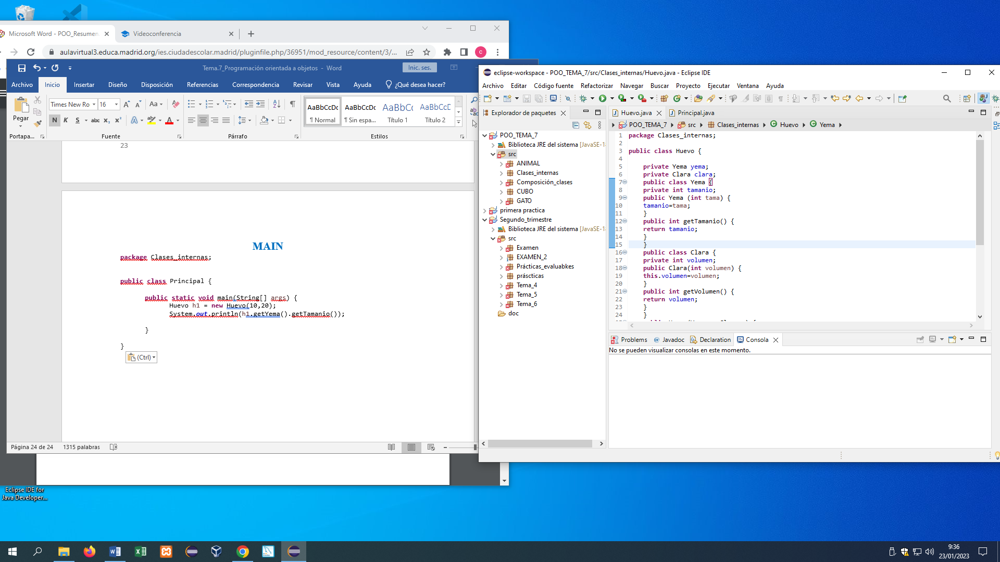 Microsoft Word - POO_Resumen
Videoconferencia
aulavirtual3.educa.madrid.org/ies.ciudadescolar.madrid/pluginfile.php/36951/mod_resource/content/3/...
C
Tema.7_Programación orientada a objetos - Word
Inic. ses.
Archivo Inicio Insertar Diseño Disposición Referencias Correspondencia Revisar Vista Ayuda ¿Qué desea hacer?
Pegar
Times New Ro 16
N K S abc x₂ x²
AaBbCcDc AaBbCcDc AaBbC( AaBbCcC
¶ Normal ¶ Sin espa... Título 1 Título 2
Portapa... Fuente Párrafo Estilos
23
MAIN
package Clases_internas;
public class Principal {
public static void main(String[] args) {
Huevo h1 = new Huevo(10,20);
System.out.println(h1.getYema().getTamanio());
}
}
(Ctrl)
Página 24 de 24 1315 palabras
eclipse-workspace - POO_TEMA_7/src/Clases_internas/Huevo.java - Eclipse IDE
Archivo Editar Código fuente Refactorizar Navegar Buscar Proyecto Ejecutar Ventana Ayuda
Explorador de paquetes
POO_TEMA_7
Biblioteca JRE del sistema [JavaSE-1
src
ANIMAL
Clases_internas
Composición_clases
CUBO
GATO
primera practica
Segundo_trimestre
Biblioteca JRE del sistema [JavaSE-1
src
Examen
EXAMEN_2
Prácticas_evaluabkes
práscticas
Tema_4
Tema_5
Tema_6
doc
Huevo.java Principal.java
POO_TEMA_7 src Clases_internas Huevo Yema
1 package Clases_internas;
2
3 public class Huevo {
4
5 private Yema yema;
6 private Clara clara;
7 public class Yema {
8 private int tamanio;
9 public Yema (int tama) {
10 tamanio=tama;
11 }
12 public int getTamanio() {
13 return tamanio;
14 }
15 }
16 public class Clara {
17 private int volumen;
18 public Clara(int volumen) {
19 this.volumen=volumen;
20 }
21 public int getVolumen() {
22 return volumen;
23 }
24 }
Problems Javadoc Declaration Consola
No se pueden visualizar consolas en este momento.
Eclipse IDE for
Java Developer...
9:36
23/01/2023